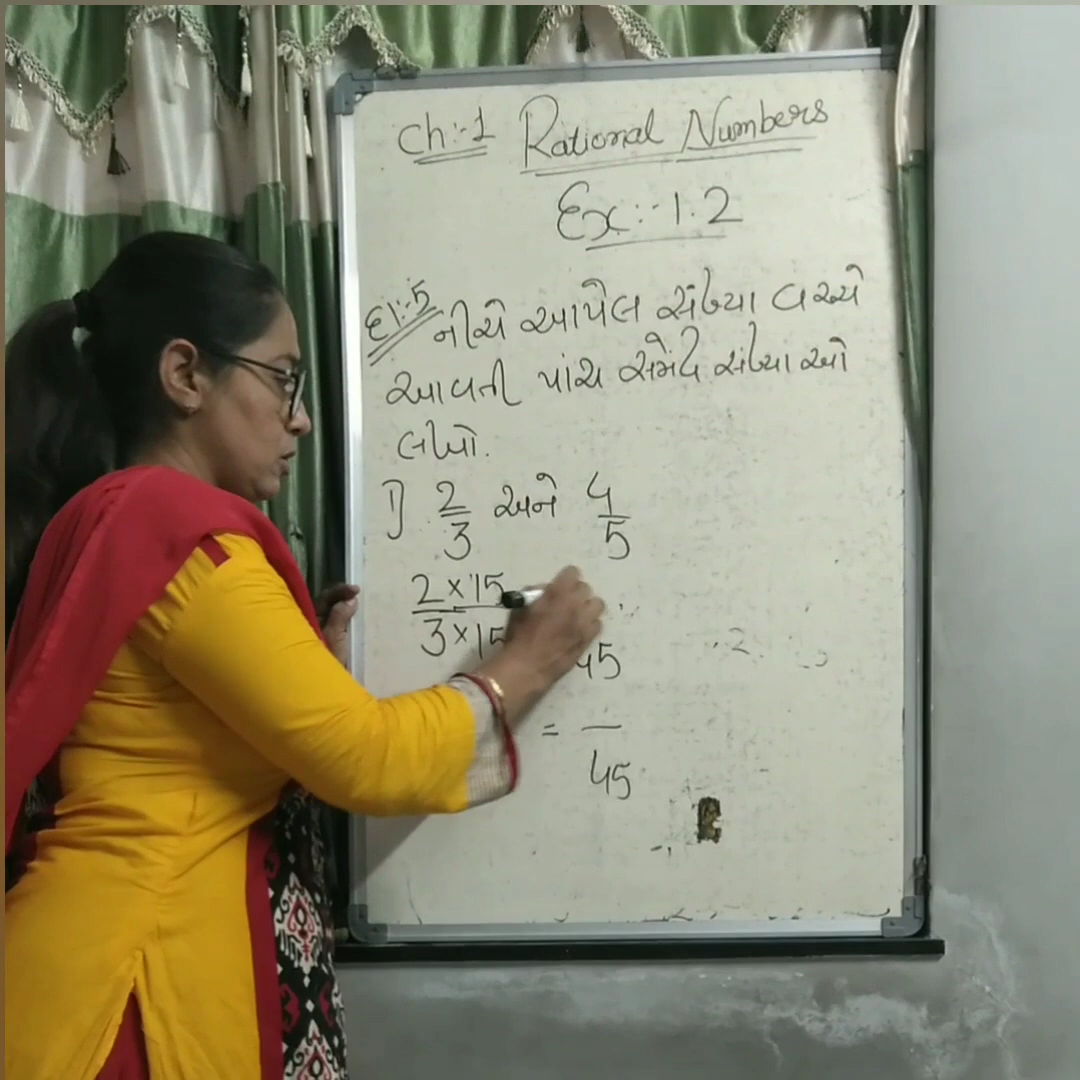 Ch:-1 Rational Numbers
Ex:-1.2
દા:-5 નીચે આપેલ સંખ્યા વચ્ચે
આવતી પાંચ સંમેય સંખ્યાઓ
લખો.
1) 2/3 અને 4/5
2×15/3×15 45
= —/45